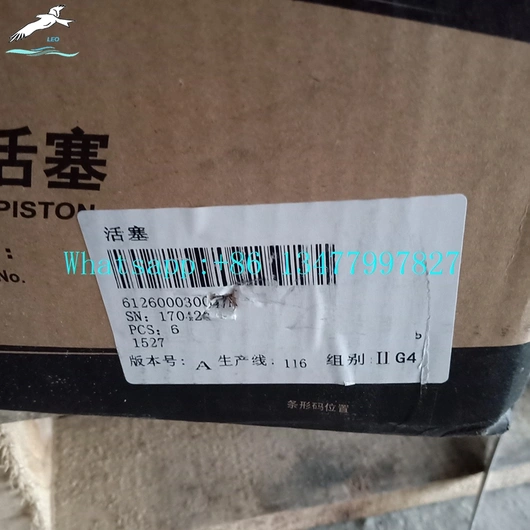 LEO
活塞
PISTON
:
No.
活塞
Whatsapp:+86 13477997827
SN: 170428
PCS: 6
1527
版本号: A 生产线: 116 组别 II G4
条形码位置